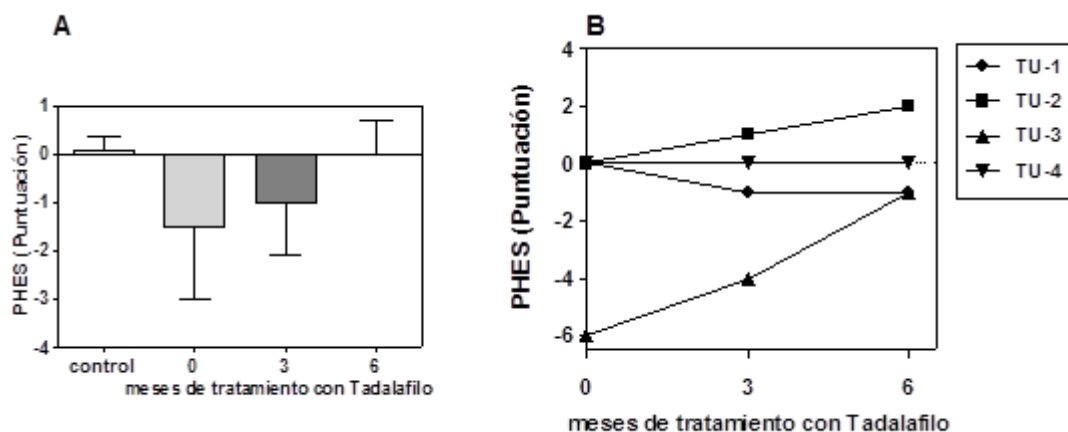 A
PHES (Puntuación)
1
0
-1
-2
-3
-4
control 0 3 6
meses de tratamiento con Tadalafilo
B
PHES (Puntuación)
4
2
0
-2
-4
-6
0 3 6
meses de tratamiento con Tadalafilo
TU-1
TU-2
TU-3
TU-4